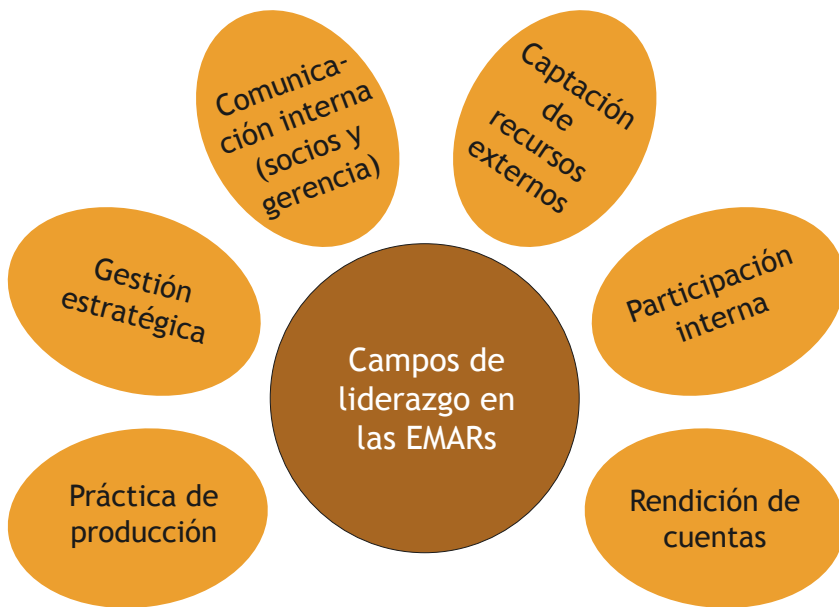 Comunica-
ción interna
(socios y
gerencia)
Captación
de
recursos
externos
Gestión
estratégica
Participación
interna
Campos de
liderazgo en
las EMARs
Práctica de
producción
Rendición de
cuentas